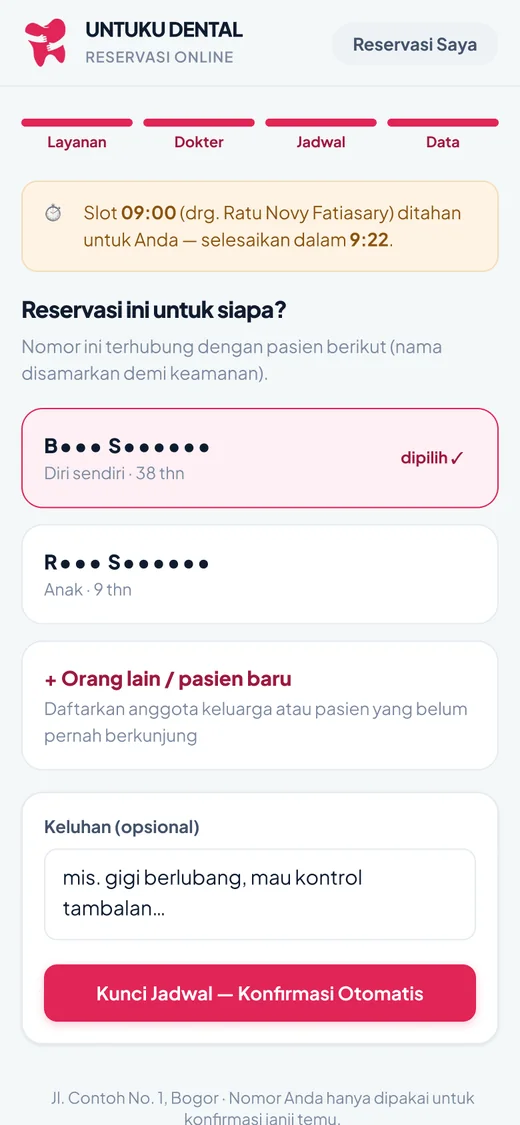 UNTUKU DENTAL
RESERVASI ONLINE
Reservasi Saya
Layanan
Dokter
Jadwal
Data
Slot 09:00 (drg. Ratu Novy Fatiasary) ditahan
untuk Anda — selesaikan dalam 9:22.
Reservasi ini untuk siapa?
Nomor ini terhubung dengan pasien berikut (nama
disamarkan demi keamanan).
B●●● S●●●●●●
Diri sendiri · 38 thn
dipilih ✓
R●●● S●●●●●●
Anak · 9 thn
+ Orang lain / pasien baru
Daftarkan anggota keluarga atau pasien yang belum
pernah berkunjung
Keluhan (opsional)
mis. gigi berlubang, mau kontrol
tambalan…
Kunci Jadwal — Konfirmasi Otomatis
Jl. Contoh No. 1, Bogor · Nomor Anda hanya dipakai untuk
konfirmasi janji temu.